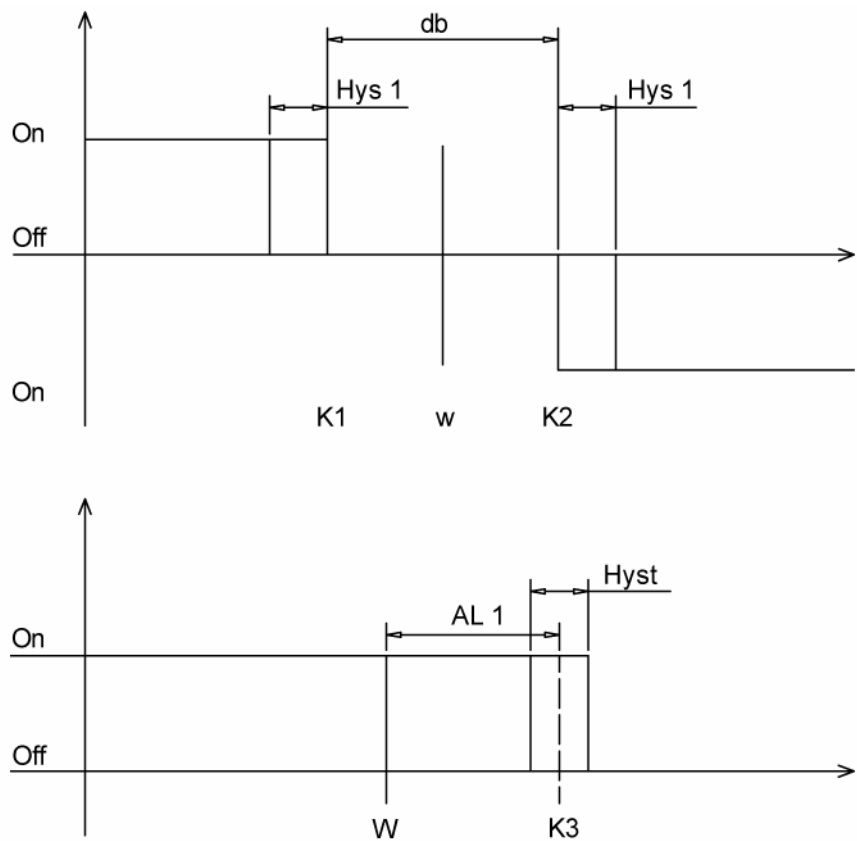 db
Hys 1 Hys 1
On
Off
On
K1 w K2
Hyst
AL 1
On
Off
W K3